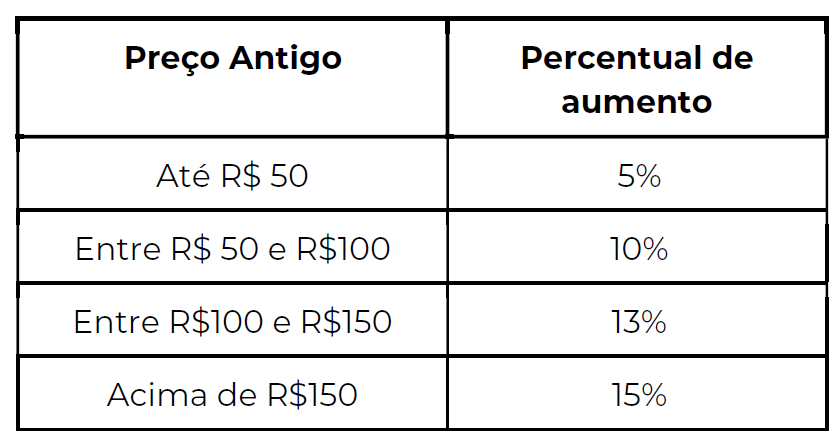 Preço Antigo
Percentual de
aumento
Até R$ 50
5%
Entre R$ 50 e R$100
10%
Entre R$100 e R$150
13%
Acima de R$150
15%